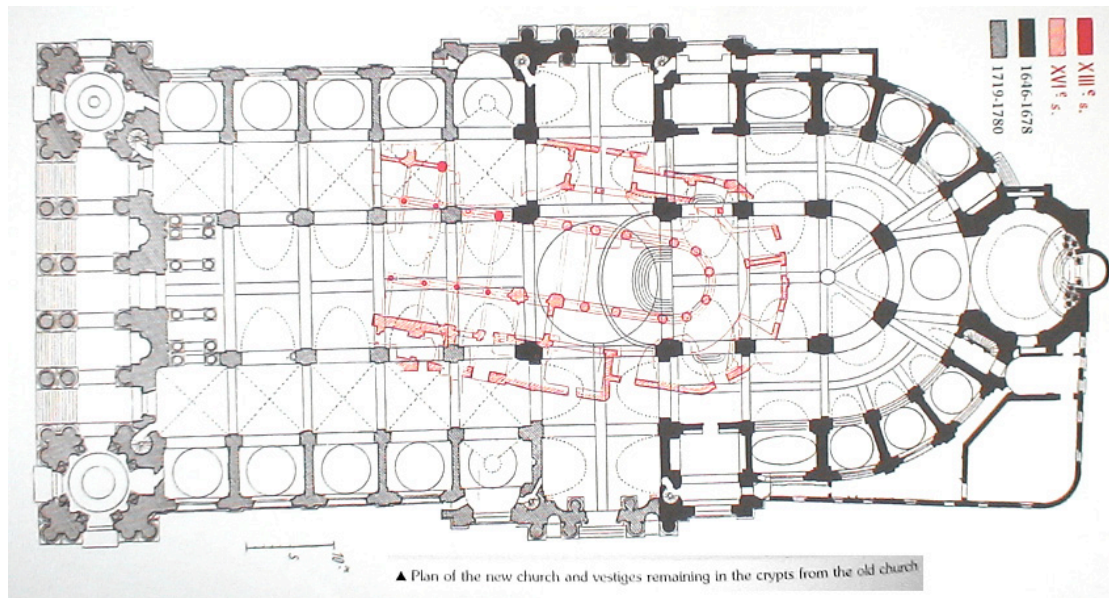 XIIIe s.
XVIe s.
1646-1678
1719-1780
5 10.m
▲ Plan of the new church and vestiges remaining in the crypts from the old church